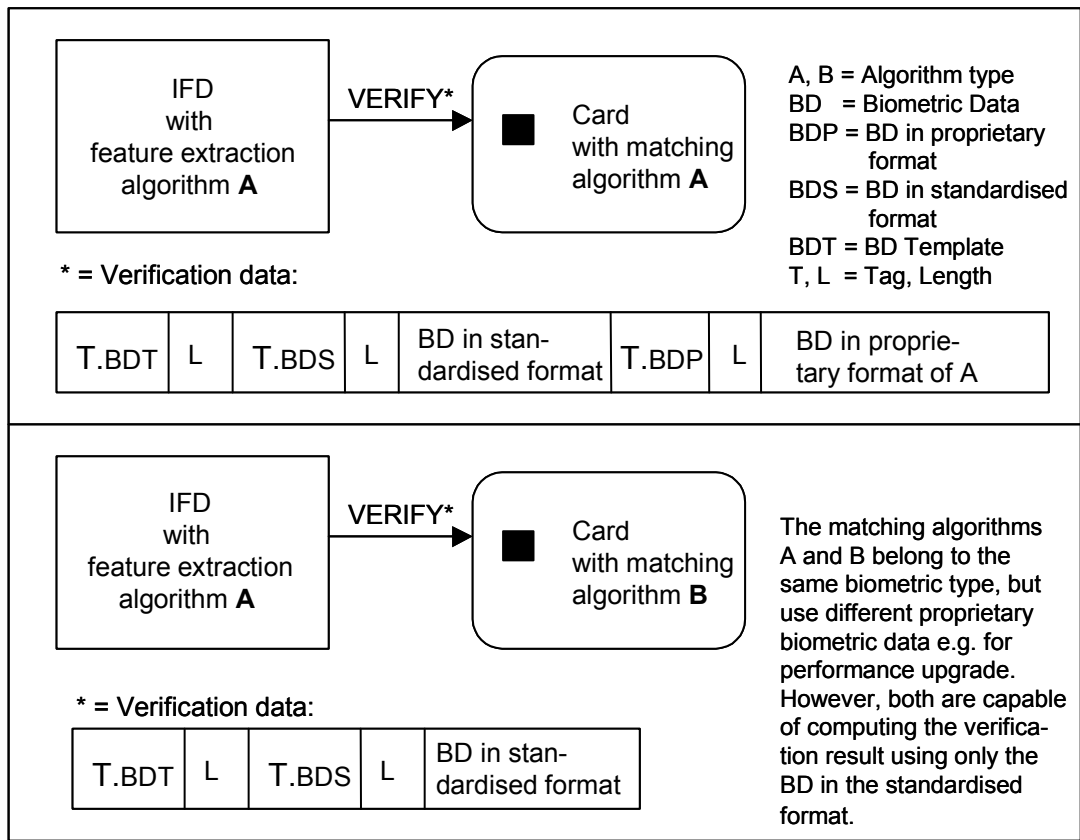 IFD
with
feature extraction
algorithm A
VERIFY*
Card
with matching
algorithm A
A, B = Algorithm type
BD = Biometric Data
BDP = BD in proprietary
format
BDS = BD in standardised
format
BDT = BD Template
T, L = Tag, Length
* = Verification data:
T.BDT L T.BDS L BD in stan-
dardised format T.BDP L BD in proprie-
tary format of A
IFD
with
feature extraction
algorithm A
VERIFY*
Card
with matching
algorithm B
The matching algorithms
A and B belong to the
same biometric type, but
use different proprietary
biometric data e.g. for
performance upgrade.
However, both are capable
of computing the verifica-
tion result using only the
BD in the standardised
format.
* = Verification data:
T.BDT L T.BDS L BD in stan-
dardised format